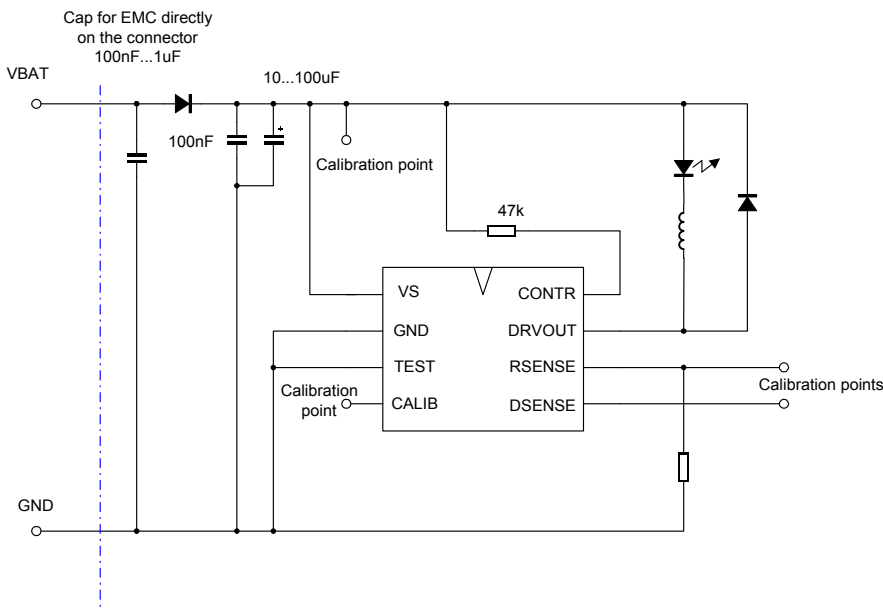 Cap for EMC directly
on the connector
100nF...1uF
VBAT
10...100uF
+
100nF
Calibration point
47k
VS
CONTR
GND
DRVOUT
TEST
RSENSE
Calibration
point
Calibration points
CALIB
DSENSE
GND